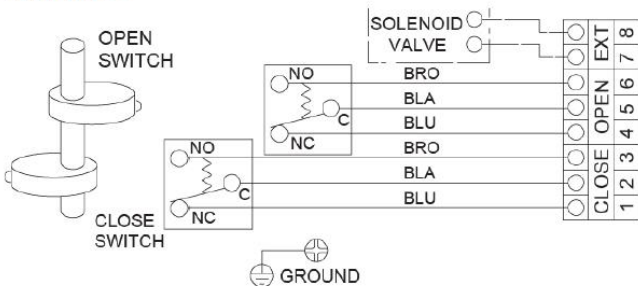 OPEN
SWITCH
CLOSE
SWITCH
SOLENOID
VALVE
NO
C
NC
NO
C
NC
BRO
BLA
BLU
BRO
BLA
BLU
EXT
OPEN
CLOSE
8
7
6
5
4
3
2
1
GROUND